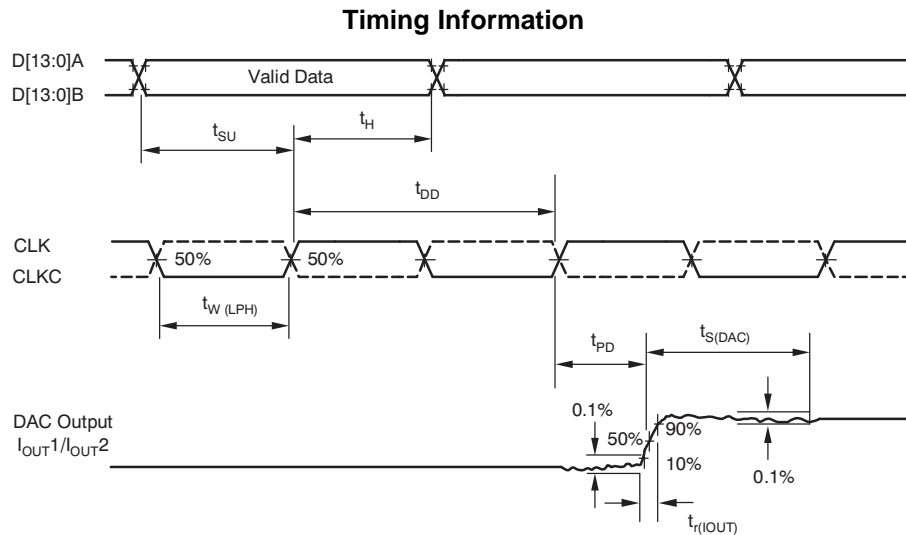 Timing Information
D[13:0]A
D[13:0]B
Valid Data
tSU
tH
tDD
CLK
CLKC
50%
50%
tW (LPH)
tPD
tS(DAC)
DAC Output
IOUT1/IOUT2
0.1%
50%
90%
10%
0.1%
tr(IOUT)